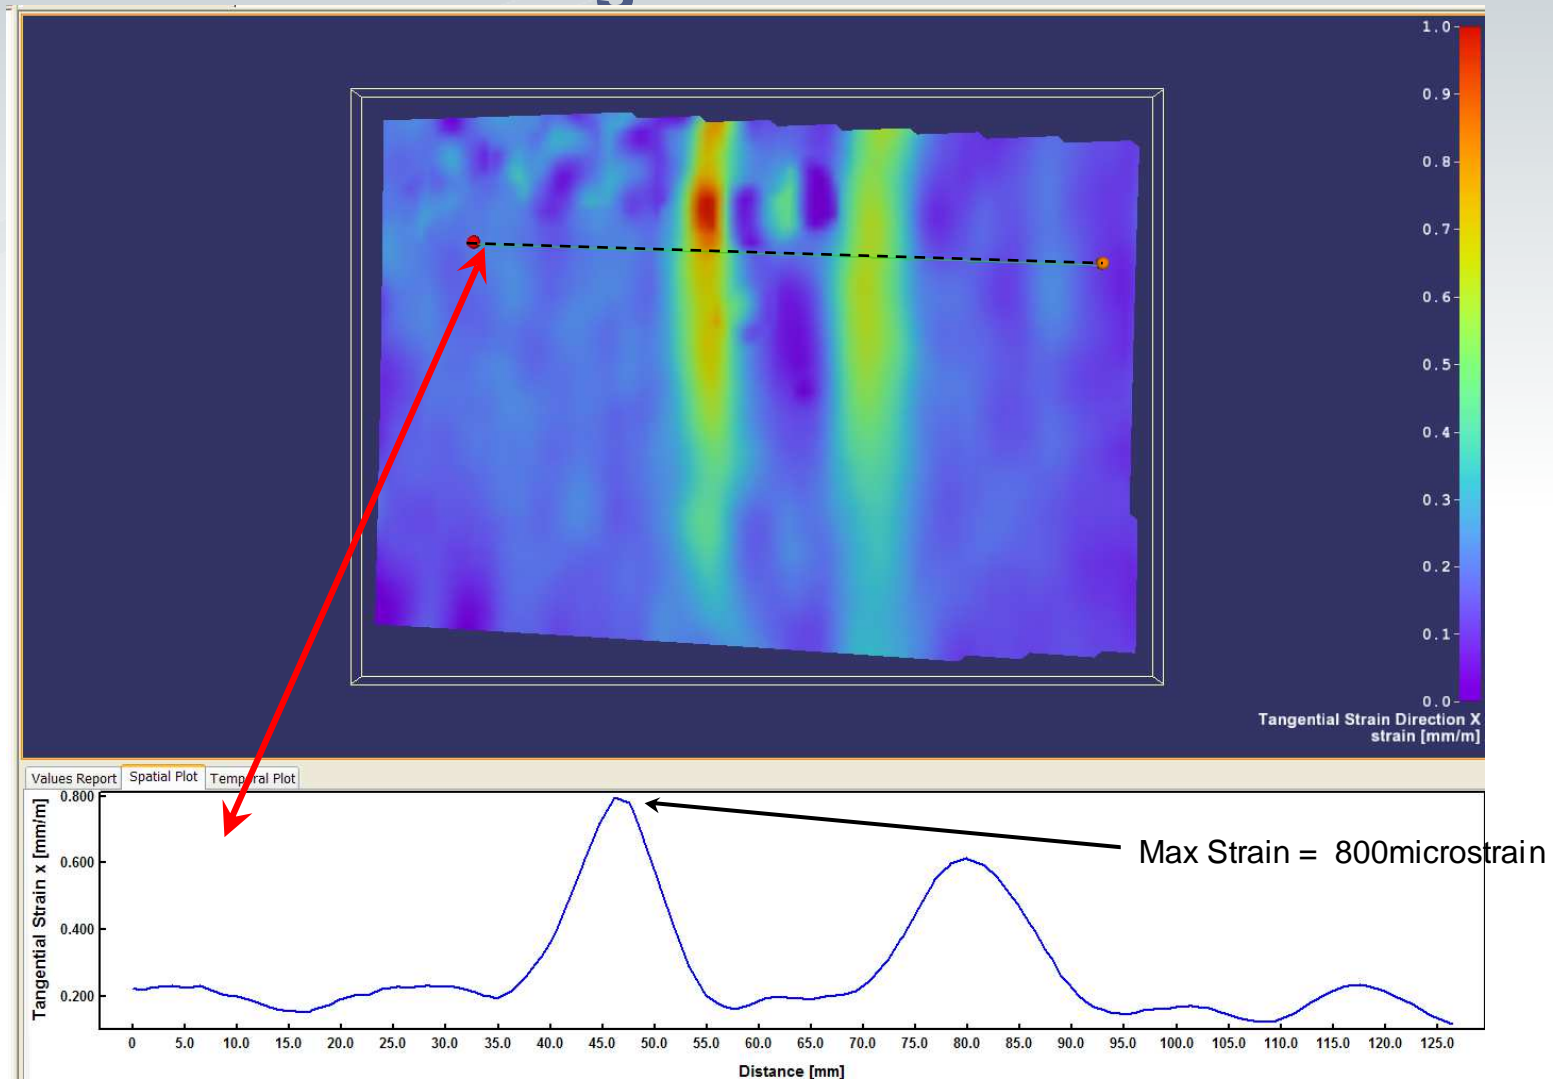 1.0
0.9
0.8
0.7
0.6
0.5
0.4
0.3
0.2
0.1
0.0
Tangential Strain Direction X
strain [mm/m]
Values Report Spatial Plot Temporal Plot
Tangential Strain x [mm/m]
0.800
0.600
0.400
0.200
Max Strain = 800microstrain
0 5.0 10.0 15.0 20.0 25.0 30.0 35.0 40.0 45.0 50.0 55.0 60.0 65.0 70.0 75.0 80.0 85.0 90.0 95.0 100.0 105.0 110.0 115.0 120.0 125.0
Distance [mm]